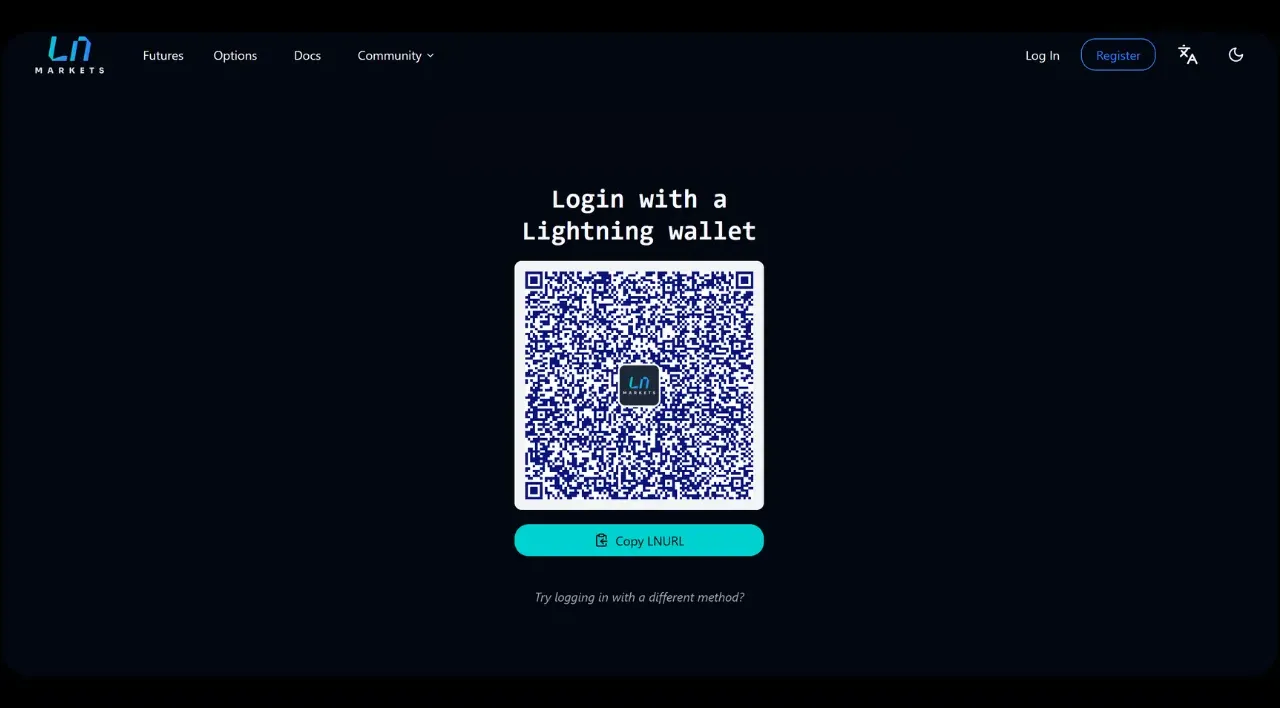 LN
MARKETS
Futures
Options
Docs
Community
Log In
Register
Login with a
Lightning wallet
LN
MARKETS
Copy LNURL
Try logging in with a different method?